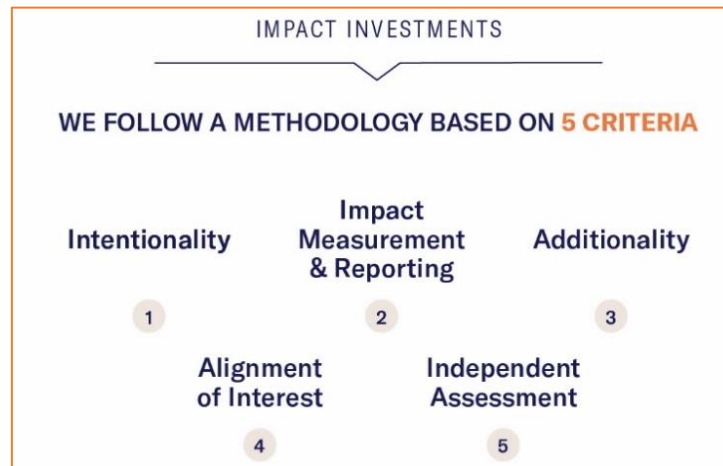 IMPACT INVESTMENTS
WE FOLLOW A METHODOLOGY BASED ON 5 CRITERIA
Intentionality
1
Impact
Measurement
& Reporting
2
Additionality
3
Alignment
of Interest
4
Independent
Assessment
5